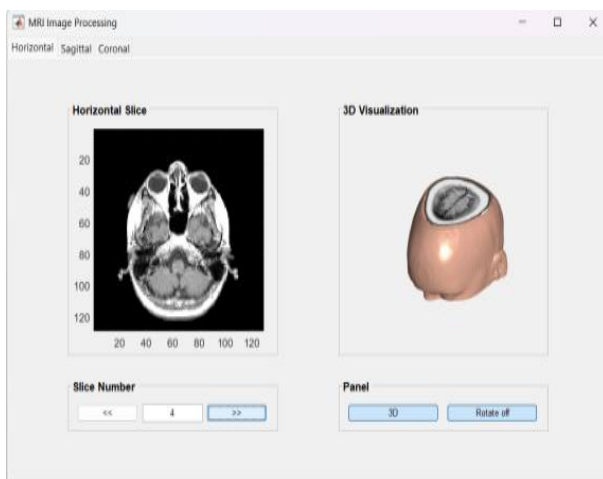 MRI Image Processing
Horizontal Sagittal Coronal
Horizontal Slice
3D Visualization
20
40
60
80
100
120
20 40 60 80 100 120
Slice Number
<< 4 >>
Panel
3D Rotate off